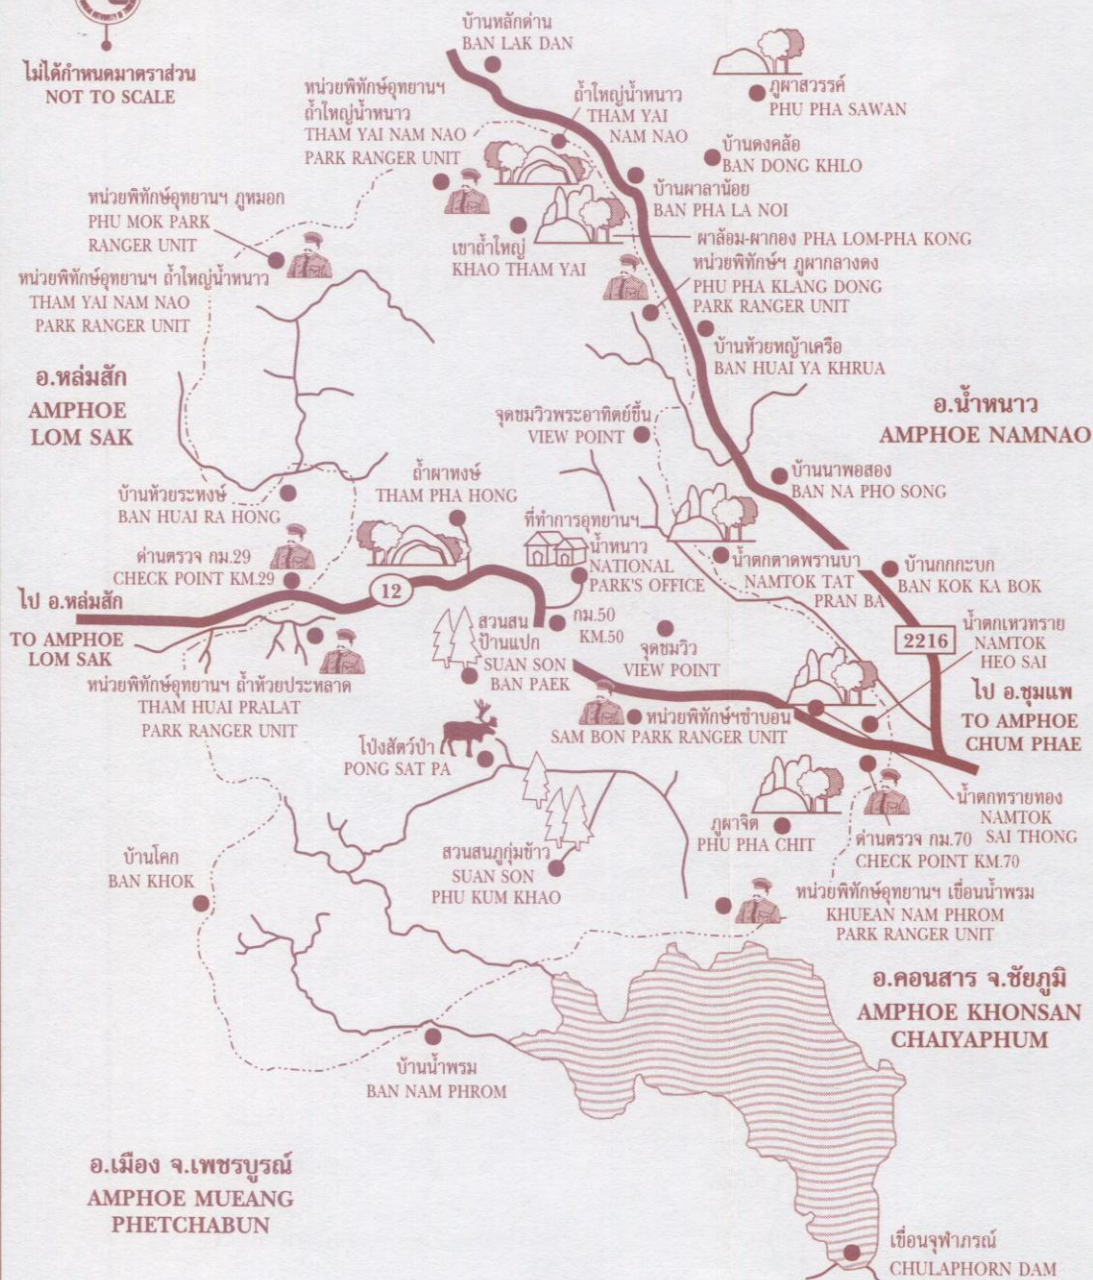 ไม่ได้กำหนดมาตราส่วน
NOT TO SCALE
บ้านหลักด่าน
BAN LAK DAN
ภูผาสวรรค์
PHU PHA SAWAN
หน่วยพิทักษ์อุทยานฯ
ถ้ำใหญ่น้ำหนาว
THAM YAI NAM NAO
PARK RANGER UNIT
ถ้ำใหญ่น้ำหนาว
THAM YAI
NAM NAO
บ้านดงคล้อ
BAN DONG KHLO
บ้านผาลาน้อย
BAN PHA LA NOI
หน่วยพิทักษ์อุทยานฯ ภูหมอก
PHU MOK PARK
RANGER UNIT
เขาถ้ำใหญ่
KHAO THAM YAI
ผาล้อม-ผากอง PHA LOM-PHA KONG
หน่วยพิทักษ์ฯ ภูผากลางดง
PHU PHA KLANG DONG
PARK RANGER UNIT
หน่วยพิทักษ์อุทยานฯ ถ้ำใหญ่น้ำหนาว
THAM YAI NAM NAO
PARK RANGER UNIT
บ้านห้วยหญ้าเครือ
BAN HUAI YA KHRUA
อ.หล่มสัก
AMPHOE
LOM SAK
อ.น้ำหนาว
AMPHOE NAMNAO
จุดชมวิวพระอาทิตย์ขึ้น
VIEW POINT
บ้านนาพอสอง
BAN NA PHO SONG
ถ้ำผาหงษ์
THAM PHA HONG
บ้านห้วยระหงษ์
BAN HUAI RA HONG
ที่ทำการอุทยานฯ
น้ำหนาว
NATIONAL
PARK'S OFFICE
ด่านตรวจ กม.29
CHECK POINT KM.29
น้ำตกตาดพรานบา
NAMTOK TAT
PRAN BA
บ้านกกกะบก
BAN KOK KA BOK
ไป อ.หล่มสัก
TO AMPHOE
LOM SAK
12
กม.50
KM.50
สวนสน
ป้านแปก
SUAN SON
BAN PAEK
จุดชมวิว
VIEW POINT
2216
น้ำตกเหวทราย
NAMTOK
HEO SAI
ไป อ.ชุมแพ
TO AMPHOE
CHUM PHAE
หน่วยพิทักษ์อุทยานฯ ถ้ำห้วยประหลาด
THAM HUAI PRALAT
PARK RANGER UNIT
หน่วยพิทักษ์ฯซำบอน
SAM BON PARK RANGER UNIT
โป่งสัตว์ป่า
PONG SAT PA
น้ำตกทรายทอง
NAMTOK
SAI THONG
ภูผาจิต
PHU PHA CHIT
ด่านตรวจ กม.70
CHECK POINT KM.70
บ้านโคก
BAN KHOK
สวนสนภูกุ่มข้าว
SUAN SON
PHU KUM KHAO
หน่วยพิทักษ์อุทยานฯ เขื่อนน้ำพรม
KHUEAN NAM PHROM
PARK RANGER UNIT
อ.คอนสาร จ.ชัยภูมิ
AMPHOE KHONSAN
CHAIYAPHUM
บ้านน้ำพรม
BAN NAM PHROM
อ.เมือง จ.เพชรบูรณ์
AMPHOE MUEANG
PHETCHABUN
เขื่อนจุฬาภรณ์
CHULAPHORN DAM